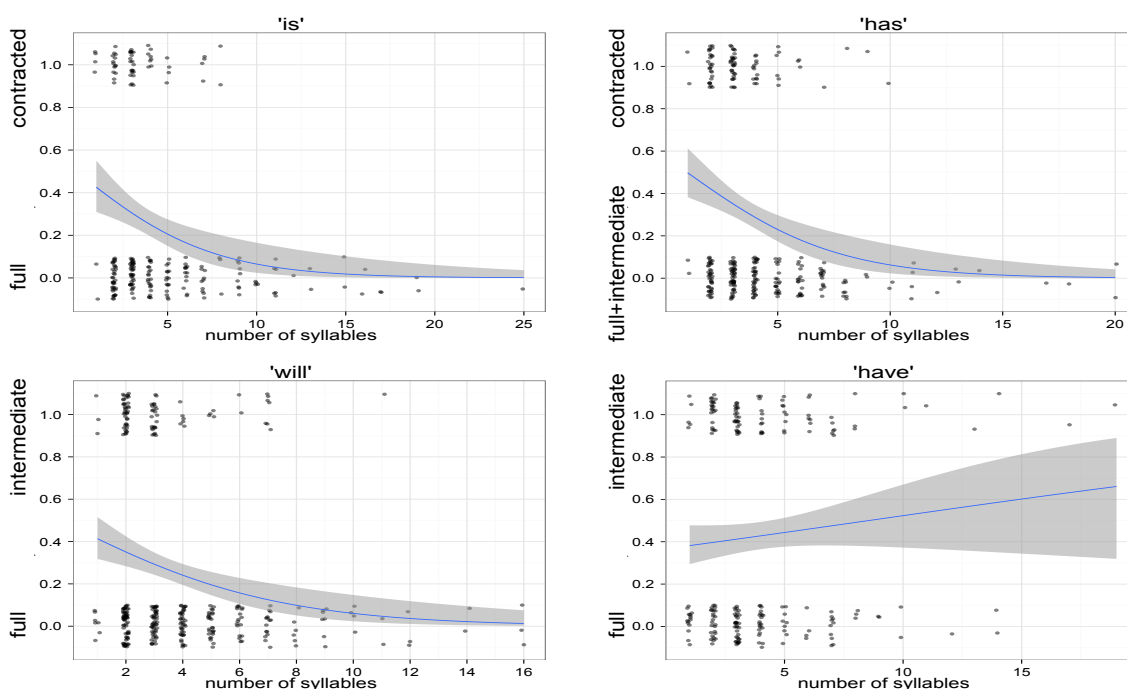 'is'
contracted
full
1.0
0.8
0.6
0.4
0.2
0.0
5
10
15
20
25
number of syllables
'has'
contracted
full+intermediate
1.0
0.8
0.6
0.4
0.2
0.0
5
10
15
20
number of syllables
'will'
intermediate
full
1.0
0.8
0.6
0.4
0.2
0.0
2
4
6
8
10
12
14
16
number of syllables
'have'
intermediate
full
1.0
0.8
0.6
0.4
0.2
0.0
5
10
15
number of syllables